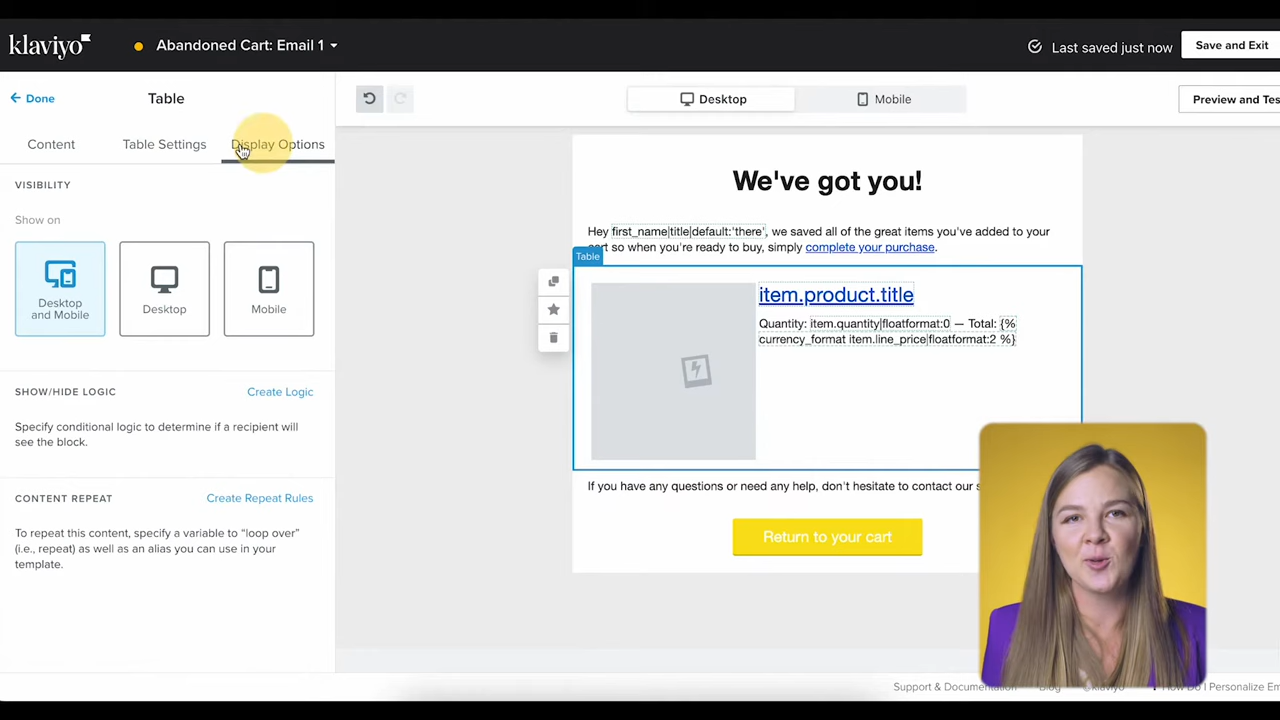 klaviyo
Abandoned Cart: Email 1
Last saved just now
Save and Exit
Done
Table
Desktop
Mobile
Preview and Tes
Content
Table Settings
Display Options
VISIBILITY
Show on
Desktop
and Mobile
Desktop
Mobile
SHOW/HIDE LOGIC
Create Logic
Specify conditional logic to determine if a recipient will
see the block.
CONTENT REPEAT
Create Repeat Rules
To repeat this content, specify a variable to “loop over”
(i.e., repeat) as well as an alias you can use in your
template.
We've got you!
Hey first_name|title|default:'there', we saved all of the great items you've added to your
cart so when you're ready to buy, simply complete your purchase.
Table
item.product.title
Quantity: item.quantity|floatformat:0 — Total: {%
currency_format item.line_price|floatformat:2 %}
If you have any questions or need any help, don't hesitate to contact our s
Return to your cart
Support & Documentation
Blog
@klaviyo
How Do I Personalize Em